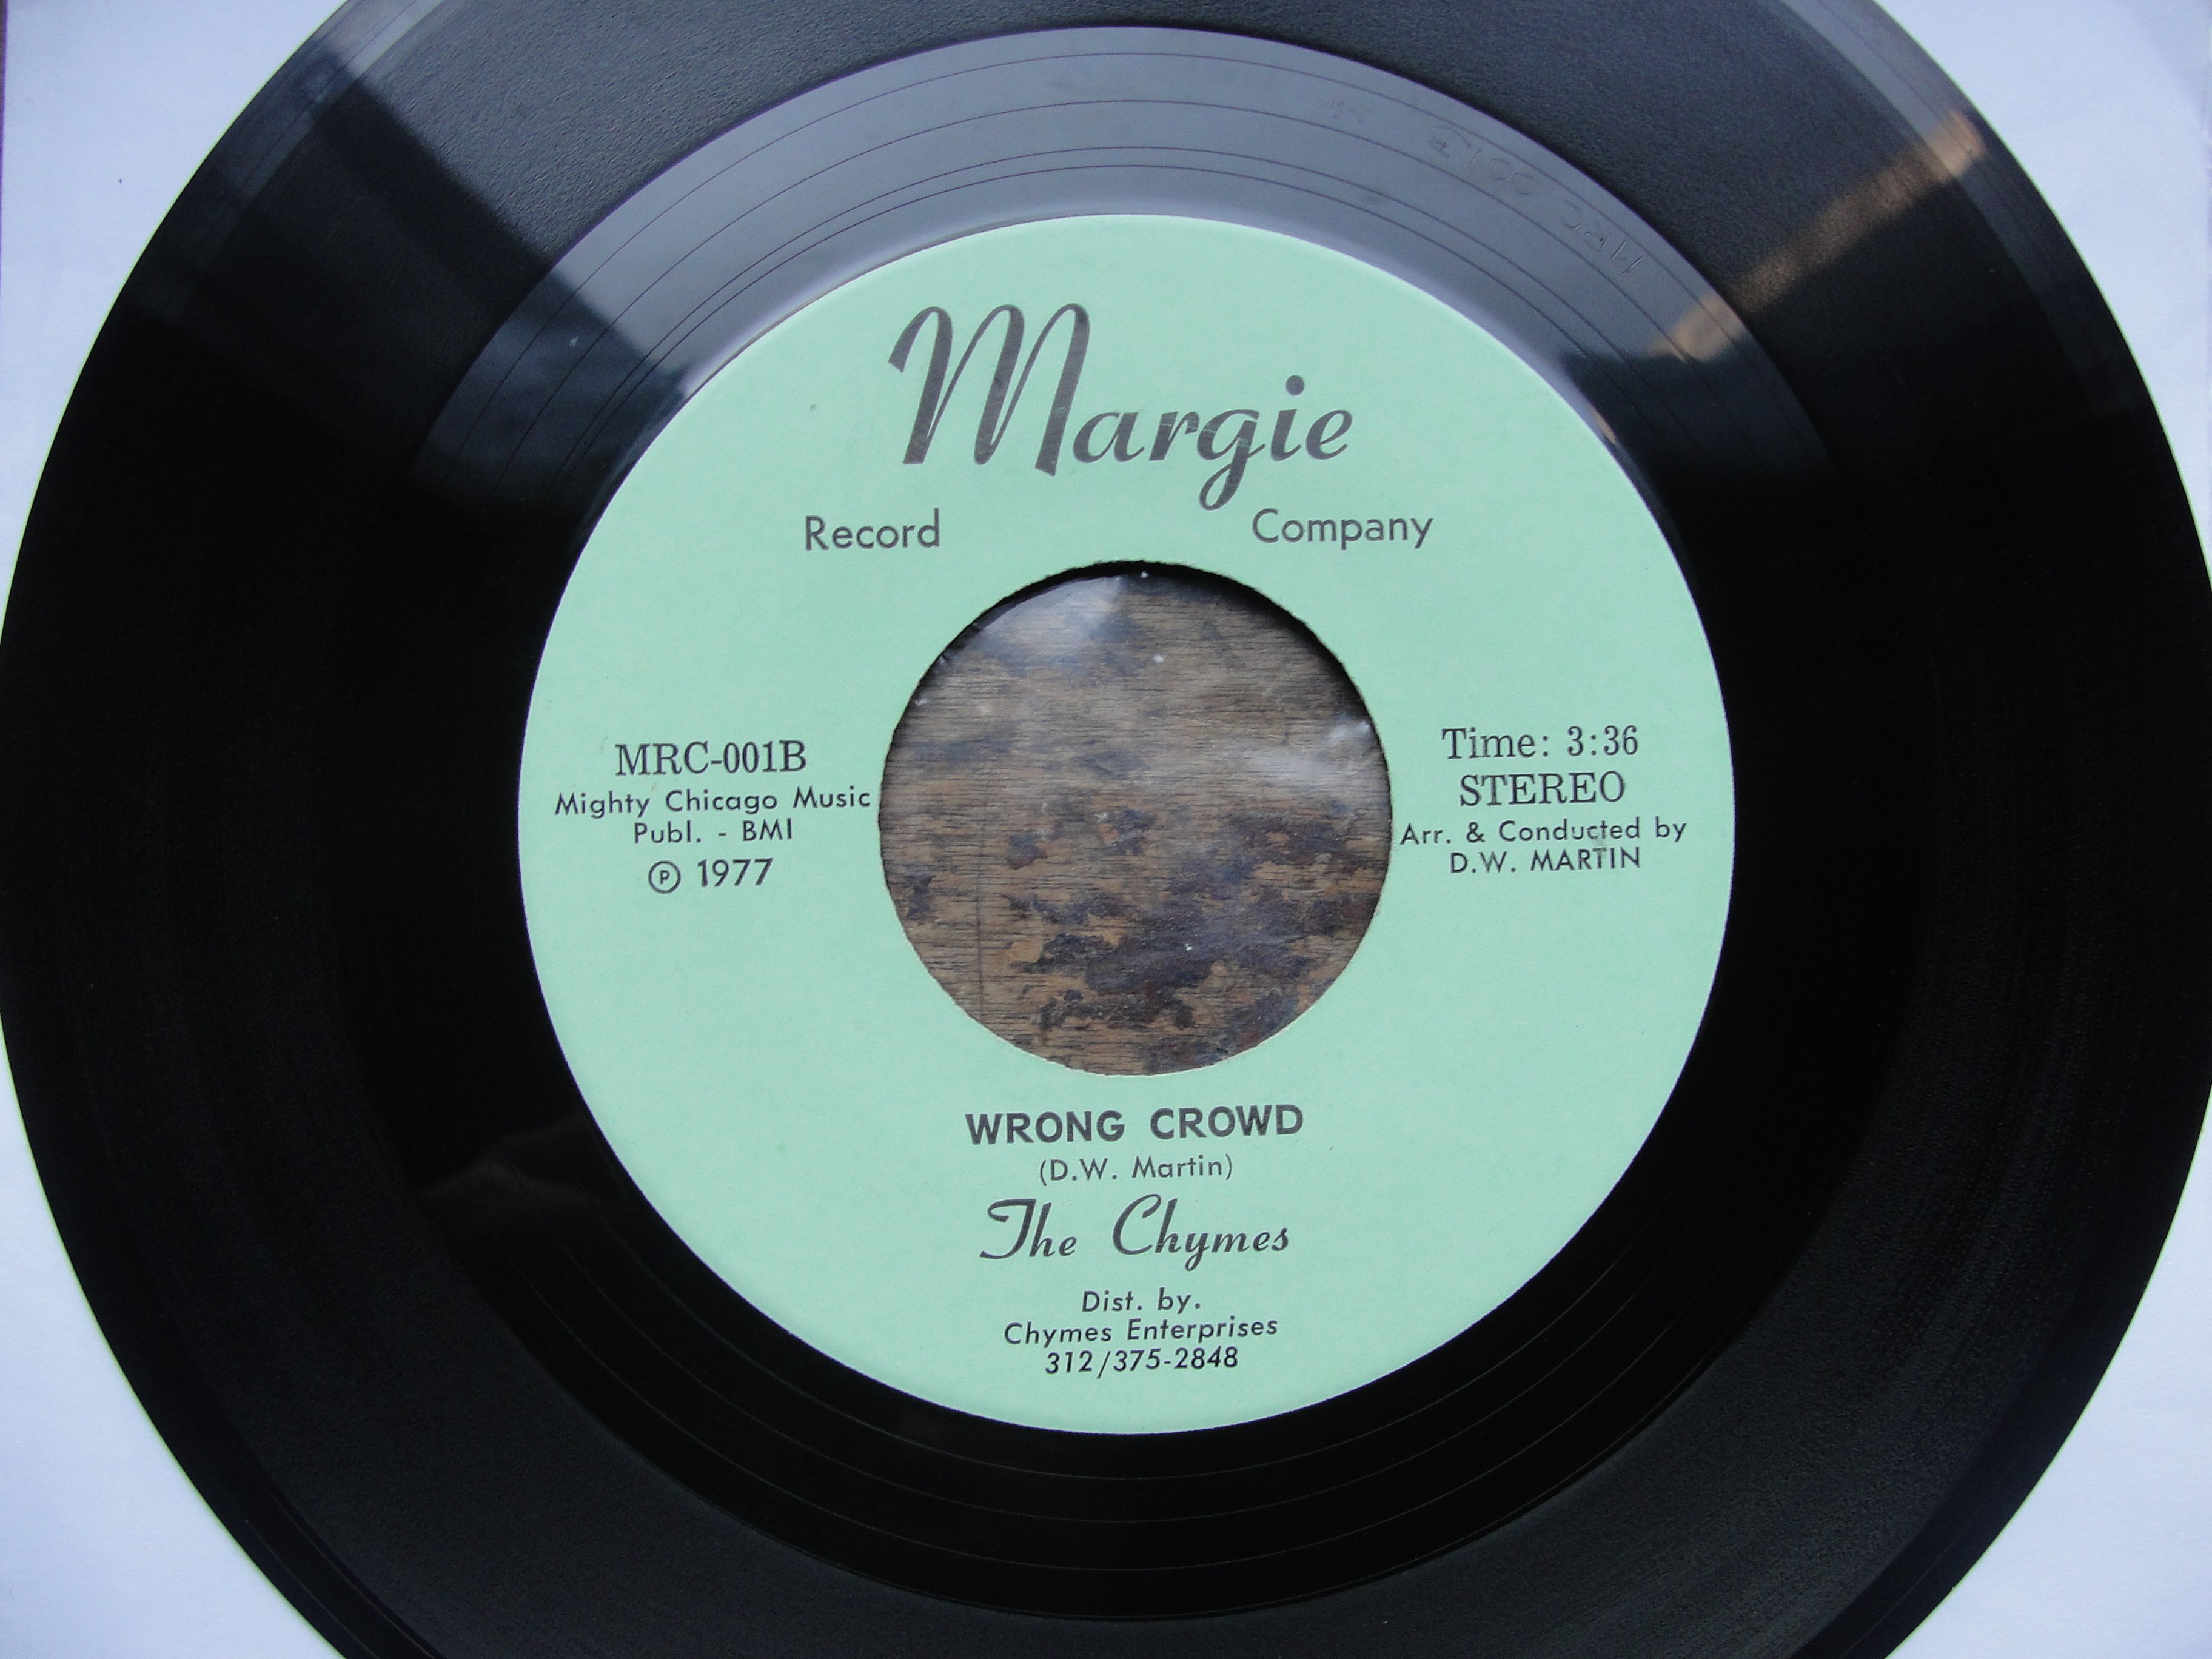 Margie
Record Company
MRC-001B
Mighty Chicago Music
Publ. - BMI
Ⓟ 1977
Time: 3:36
STEREO
Arr. & Conducted by
D.W. MARTIN
WRONG CROWD
(D.W. Martin)
The Chymes
Dist. by.
Chymes Enterprises
312/375-2848